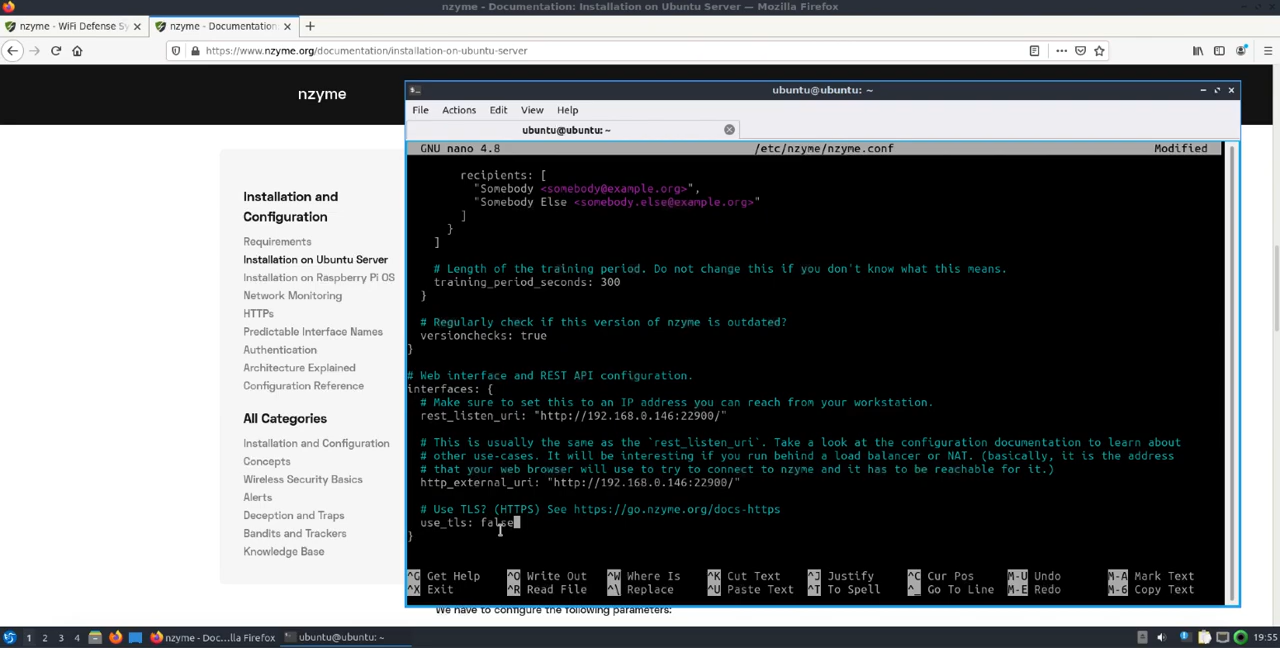 nzyme - Documentation: Installation on Ubuntu Server — Mozilla Firefox
nzyme - WiFi Defense Sy
nzyme - Documentation:
https://www.nzyme.org/documentation/installation-on-ubuntu-server
nzyme
Installation and
Configuration
Requirements
Installation on Ubuntu Server
Installation on Raspberry Pi OS
Network Monitoring
HTTPs
Predictable Interface Names
Authentication
Architecture Explained
Configuration Reference
All Categories
Installation and Configuration
Concepts
Wireless Security Basics
Alerts
Deception and Traps
Bandits and Trackers
Knowledge Base
ubuntu@ubuntu: ~
File Actions Edit View Help
ubuntu@ubuntu: ~
GNU nano 4.8 /etc/nzyme/nzyme.conf Modified
recipients: [
"Somebody <somebody@example.org>",
"Somebody Else <somebody.else@example.org>"
]
}
]
# Length of the training period. Do not change this if you don't know what this means.
training_period_seconds: 300
}
# Regularly check if this version of nzyme is outdated?
versionchecks: true
}
# Web interface and REST API configuration.
interfaces: {
# Make sure to set this to an IP address you can reach from your workstation.
rest_listen_uri: "http://192.168.0.146:22900/"
# This is usually the same as the `rest_listen_uri`. Take a look at the configuration documentation to learn about
# other use-cases. It will be interesting if you run behind a load balancer or NAT. (basically, it is the address
# that your web browser will use to try to connect to nzyme and it has to be reachable for it.)
http_external_uri: "http://192.168.0.146:22900/"
# Use TLS? (HTTPS) See https://go.nzyme.org/docs-https
use_tls: false
}
^G Get Help ^O Write Out ^W Where Is ^K Cut Text ^J Justify ^C Cur Pos M-U Undo M-A Mark Text
^X Exit ^R Read File ^\ Replace ^U Paste Text ^T To Spell ^_ Go To Line M-E Redo M-6 Copy Text
We have to configure the following parameters:
1 2 3 4 nzyme - Doc...lla Firefox ubuntu@ubuntu: ~ 19:55